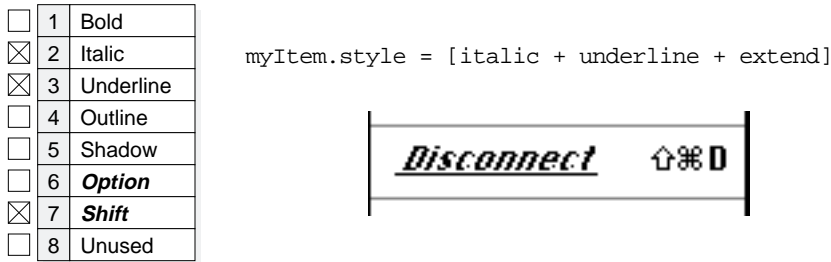 1 Bold
2 Italic
3 Underline
4 Outline
5 Shadow
6 Option
7 Shift
8 Unused
myItem.style = [italic + underline + extend]
Disconnect ⇧⌘D